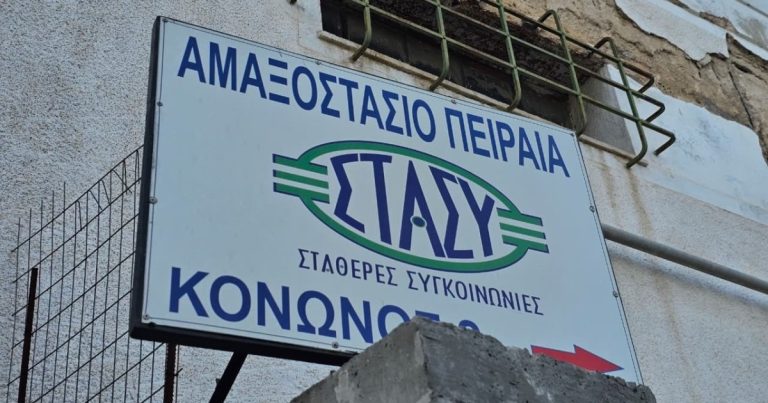 ΑΜΑΞΟΣΤΑΣΙΟ ΠΕΙΡΑΙΑ
ΣΤΑΣΥ
ΣΤΑΘΕΡΕΣ ΣΥΓΚΟΙΝΩΝΙΕΣ
ΚΟΝΩΝΟΣ